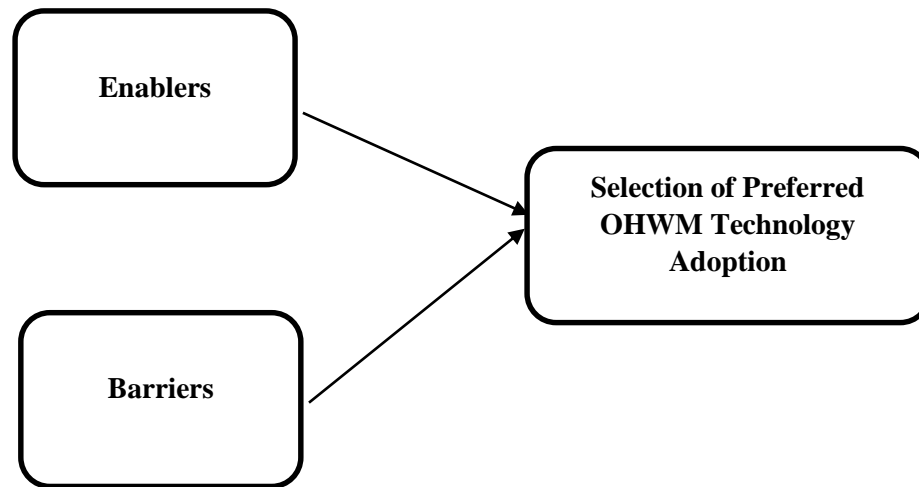 Enablers
Selection of Preferred
OHWM Technology
Adoption
Barriers